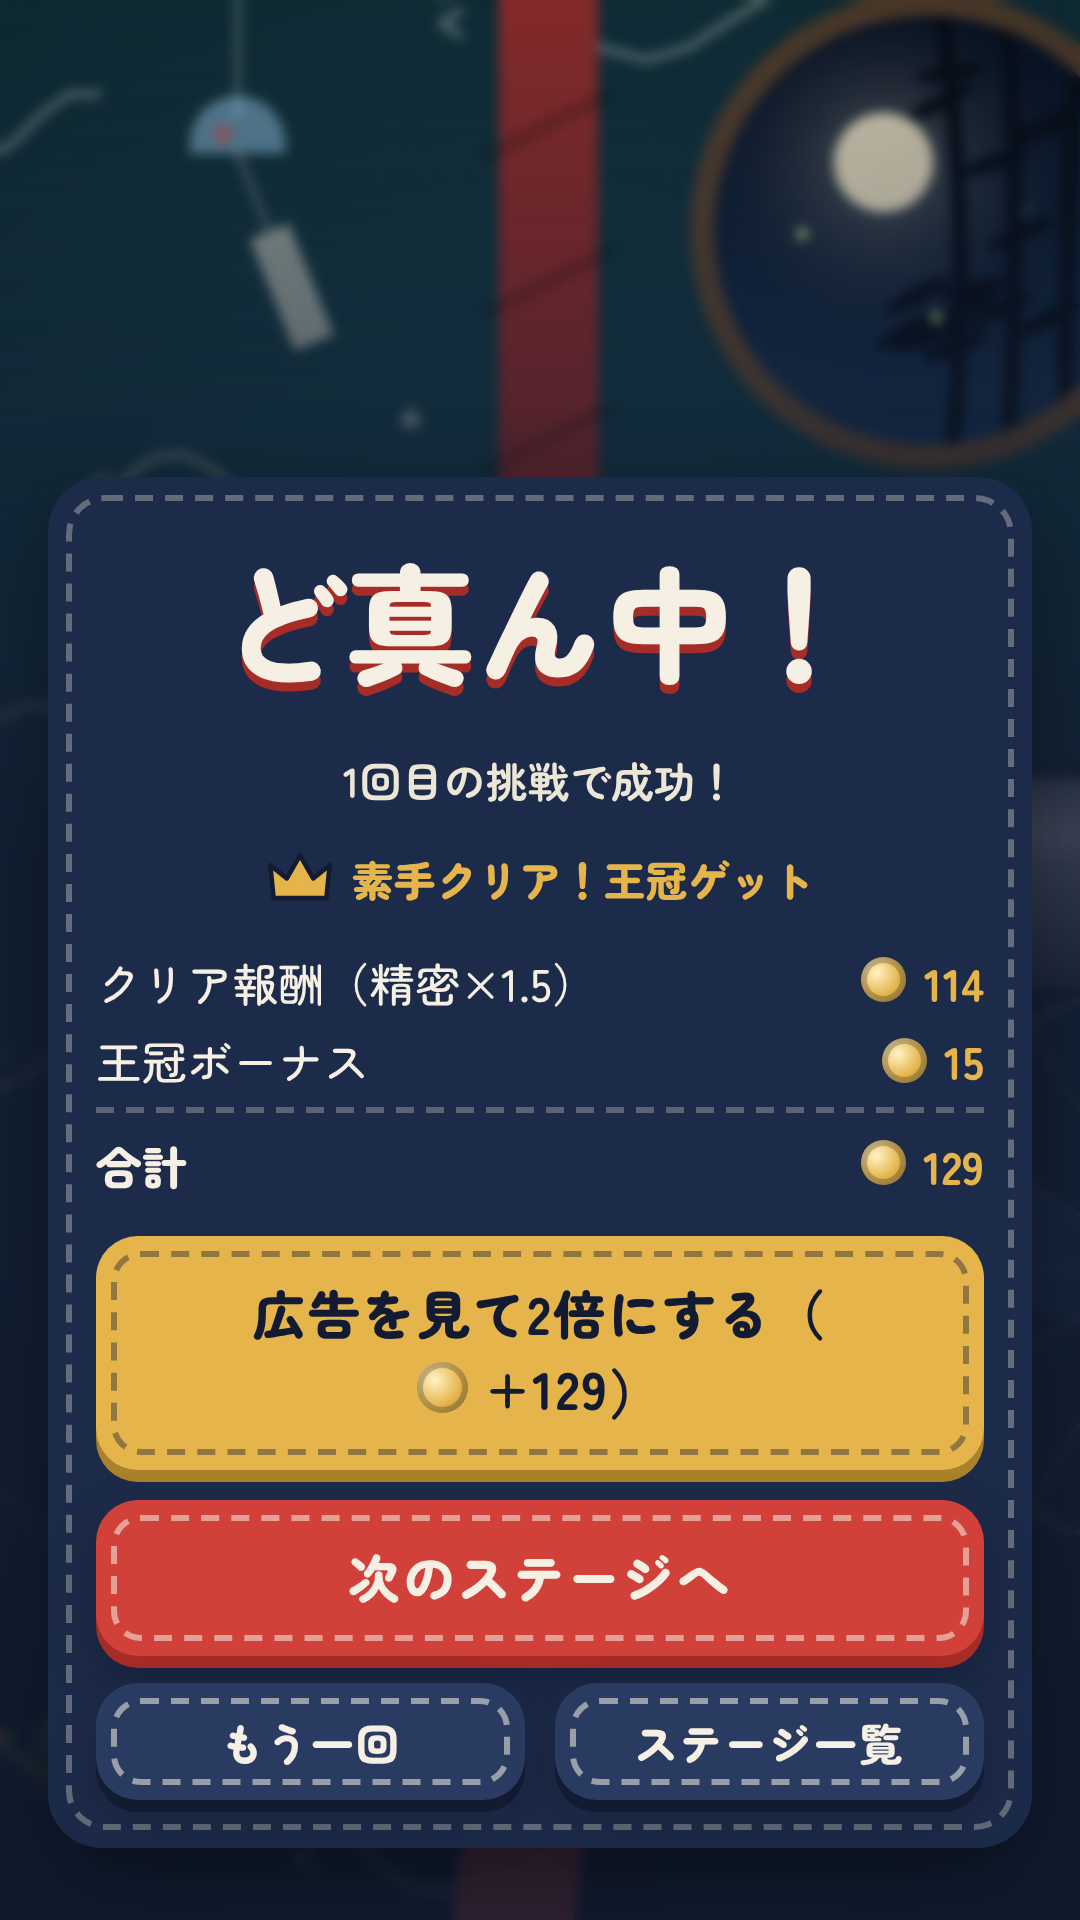 ど真ん中！
1回目の挑戦で成功！
素手クリア！王冠ゲット
クリア報酬（精密×1.5） 114
王冠ボーナス 15
合計 129
広告を見て2倍にする（
+129）
次のステージへ
もう一回 ステージ一覧